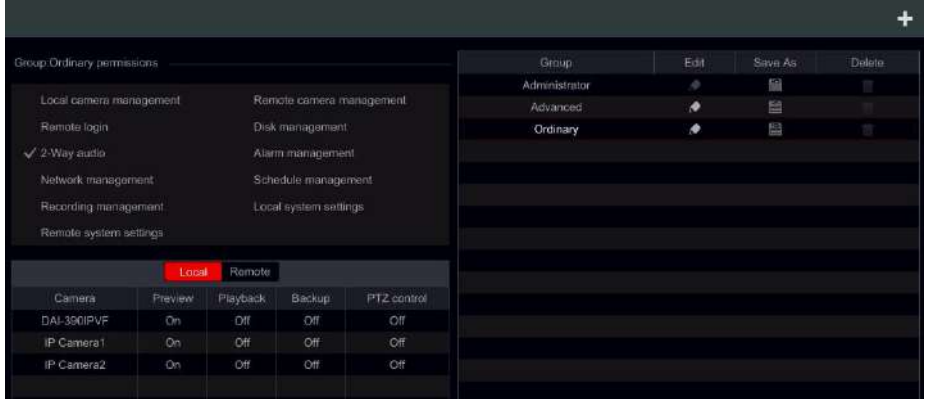 Group:Ordinary permissions
Local camera management Remote camera management
Remote login Disk management
2-Way audio Alarm management
Network management Schedule management
Recording management Local system settings
Remote system settings
Local Remote
Camera Preview Playback Backup PTZ control
DAI-390IPVF On Off Off Off
IP Camera1 On Off Off Off
IP Camera2 On Off Off Off
Group Edit Save As Delete
Administrator
Advanced
Ordinary